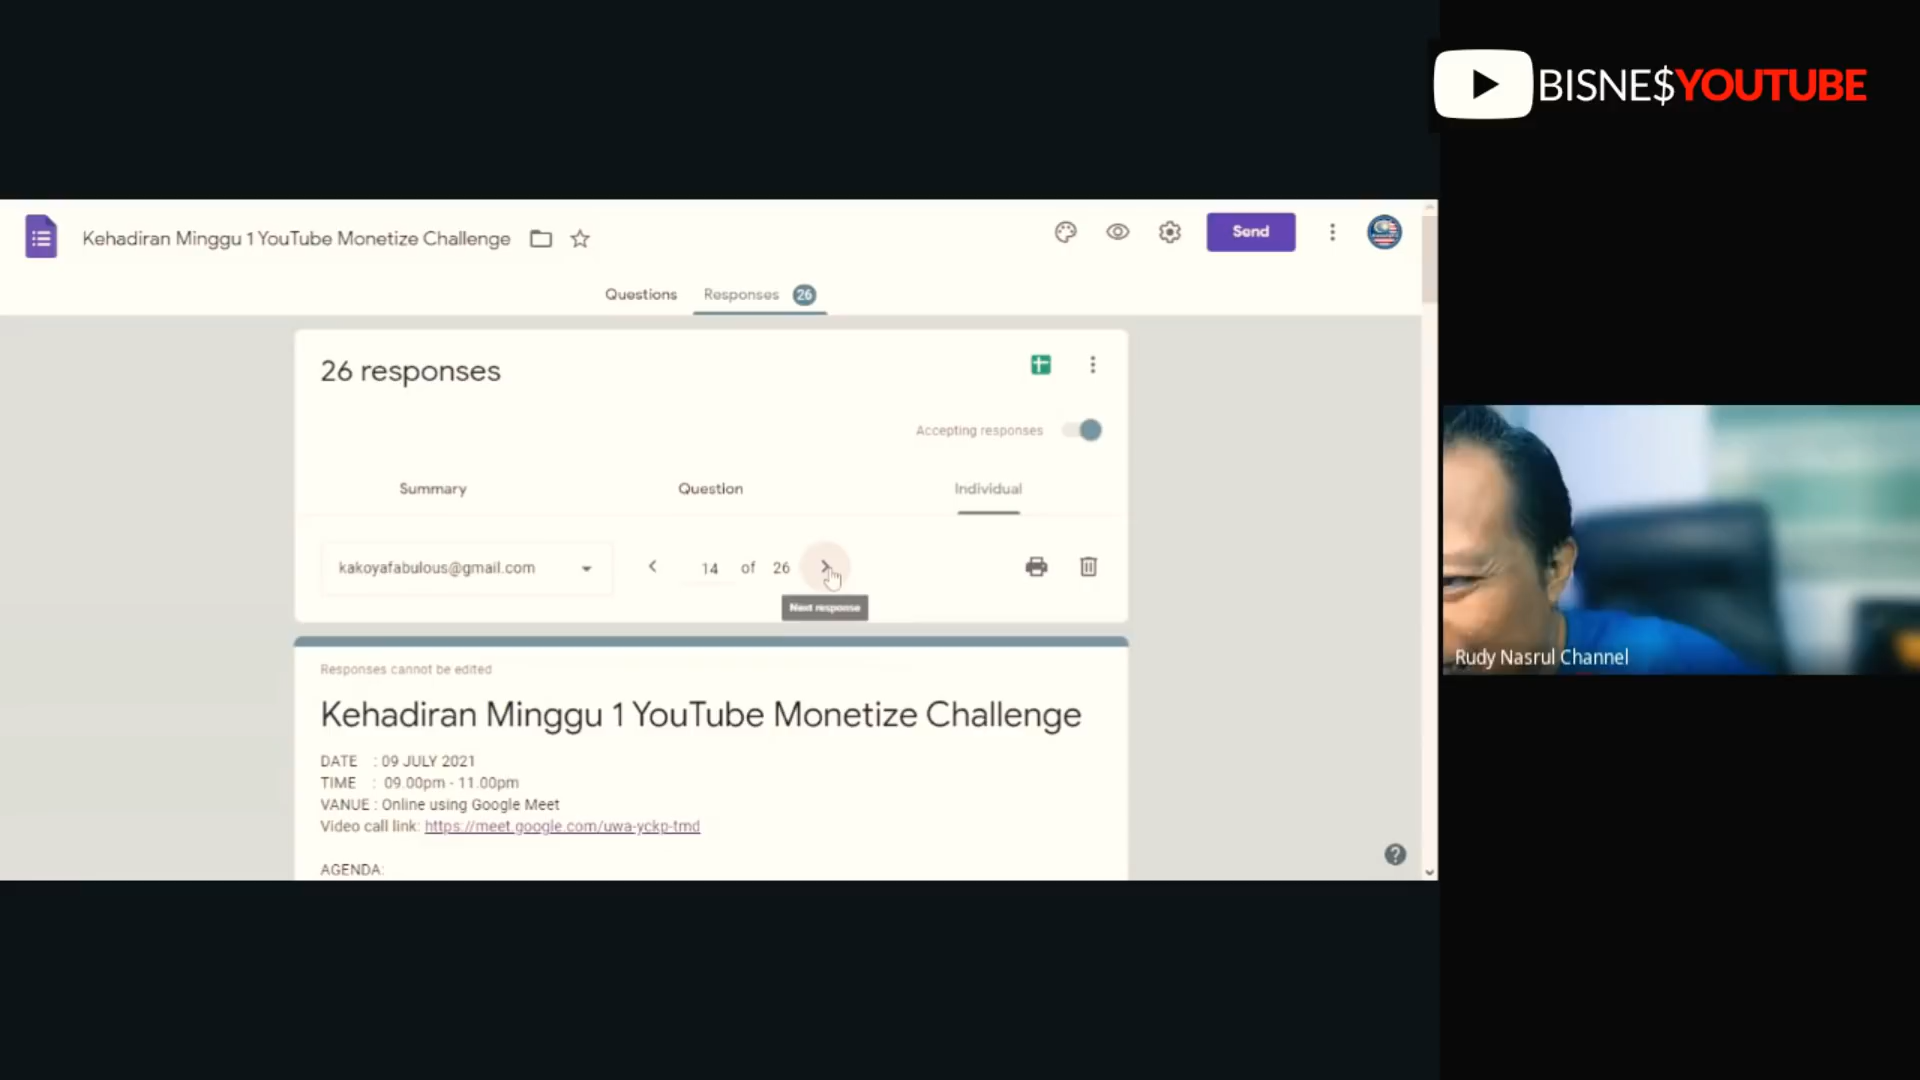 BISNE$YOUTUBE
Kehadiran Minggu 1 YouTube Monetize Challenge
Send
Questions
Responses
26
26 responses
Accepting responses
Summary
Question
Individual
kakoyafabulous@gmail.com
14 of 26
Next response
Responses cannot be edited
Kehadiran Minggu 1 YouTube Monetize Challenge
DATE : 09 JULY 2021
TIME : 09.00pm - 11.00pm
VANUE : Online using Google Meet
Video call link: https://meet.google.com/uwa-yckp-tmd
AGENDA:
?
Rudy Nasrul Channel